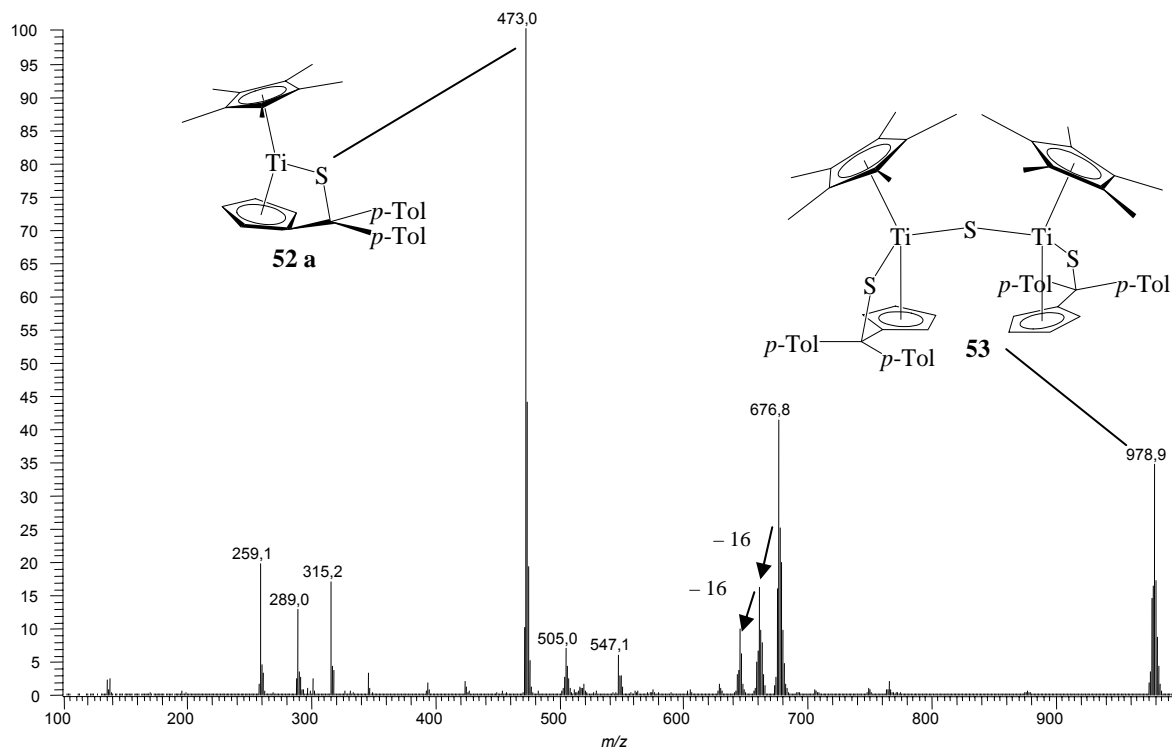 473,0
100
95
90
85
80
75
70
65
60
55
50
45
40
35
30
25
20
15
10
5
0
Ti
S
p-Tol
p-Tol
52 a
Ti
S
Ti
S
S
p-Tol
p-Tol
p-Tol
p-Tol
53
676,8
978,9
– 16
– 16
259,1
289,0
315,2
505,0
547,1
100
200
300
400
500
600
700
800
900
m/z